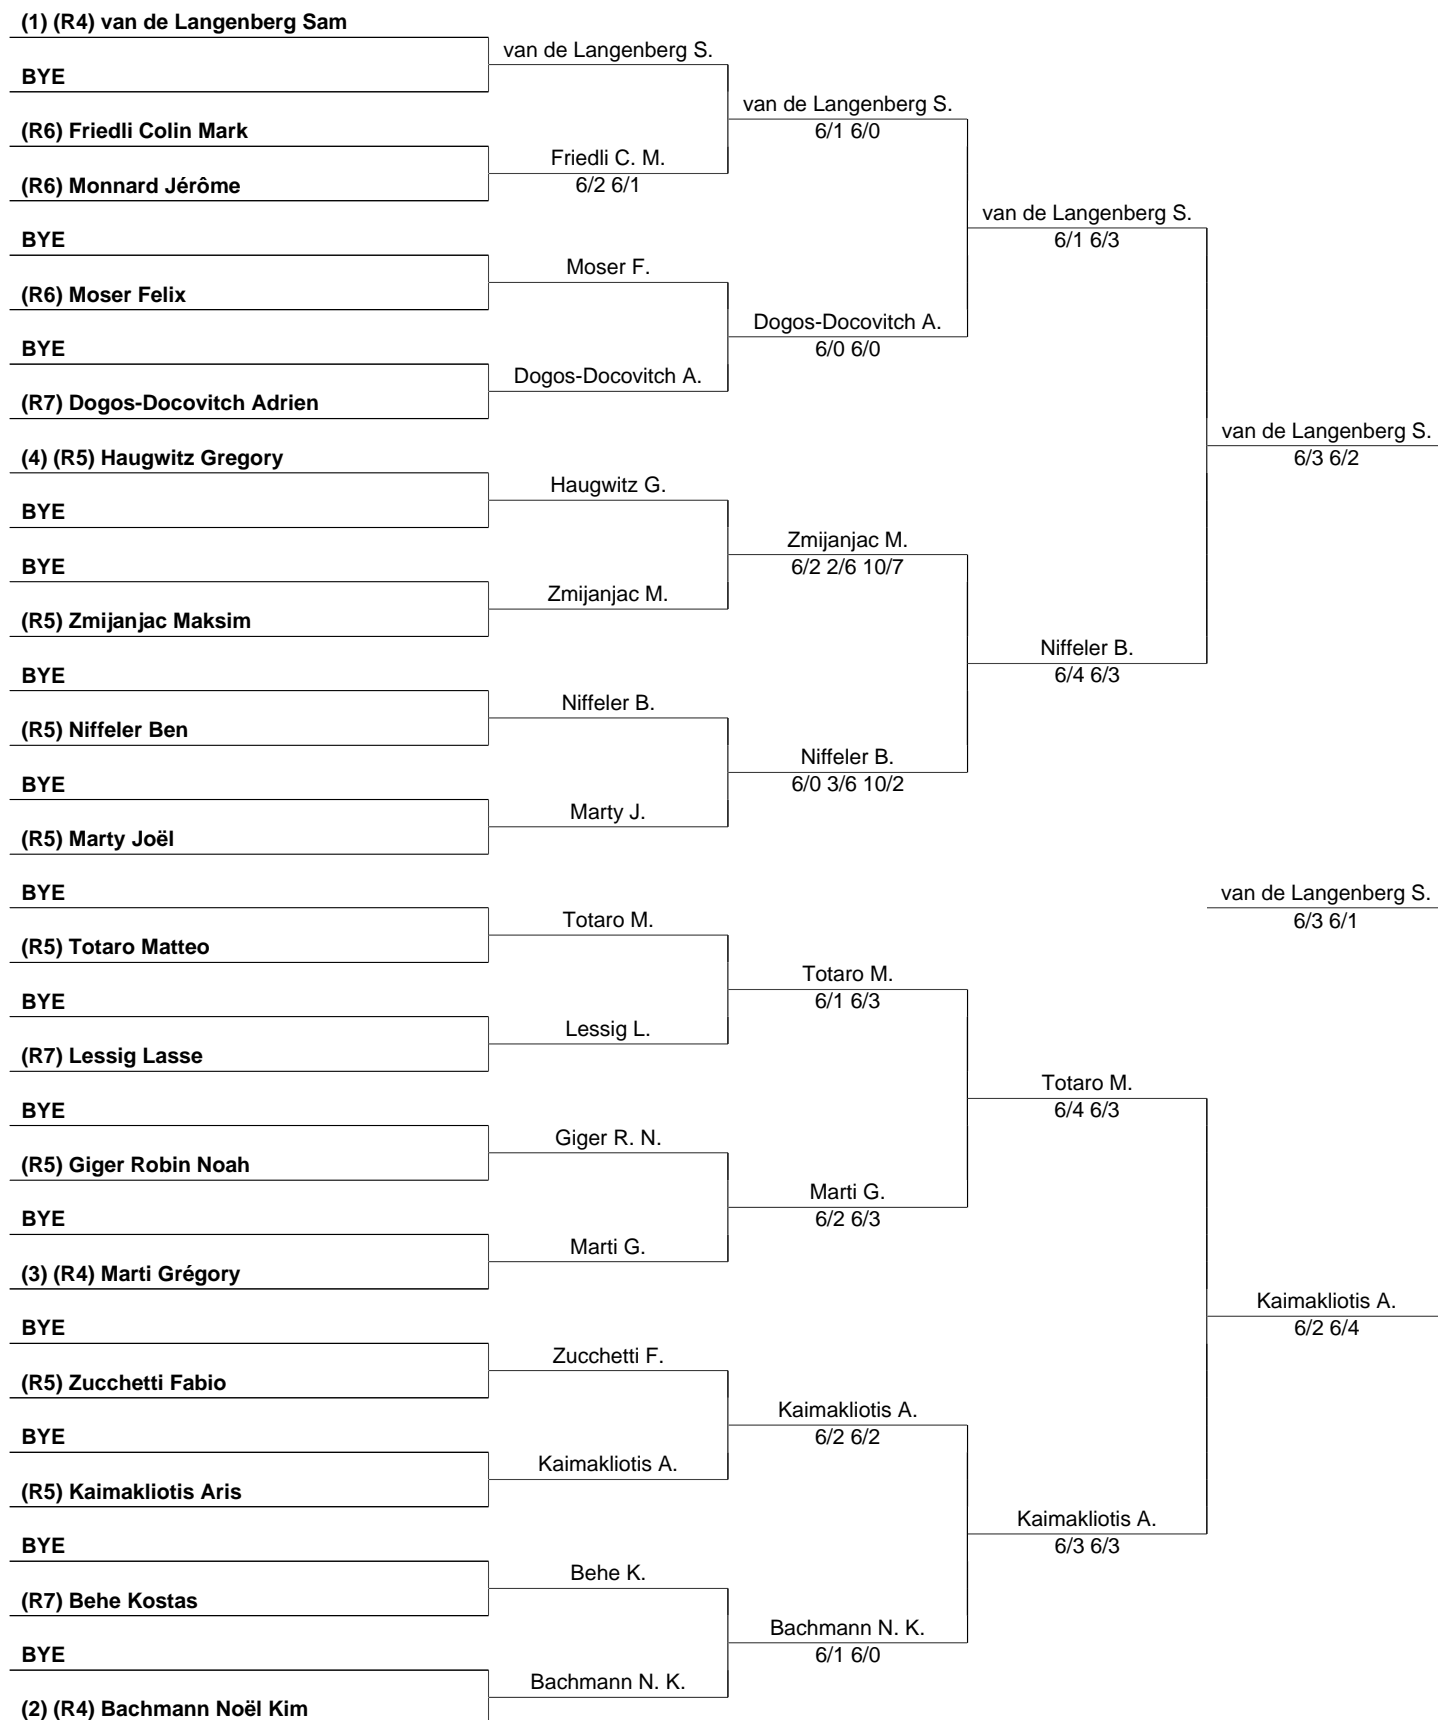 (1) (R4) van de Langenberg Sam
van de Langenberg S.
BYE
van de Langenberg S.
6/1 6/0
(R6) Friedli Colin Mark
Friedli C. M.
6/2 6/1
(R6) Monnard Jérôme
van de Langenberg S.
6/1 6/3
BYE
Moser F.
(R6) Moser Felix
Dogos-Docovitch A.
6/0 6/0
BYE
Dogos-Docovitch A.
(R7) Dogos-Docovitch Adrien
van de Langenberg S.
6/3 6/2
(4) (R5) Haugwitz Gregory
Haugwitz G.
BYE
Zmijanjac M.
6/2 2/6 10/7
BYE
Zmijanjac M.
(R5) Zmijanjac Maksim
Niffeler B.
6/4 6/3
BYE
Niffeler B.
(R5) Niffeler Ben
Niffeler B.
6/0 3/6 10/2
BYE
Marty J.
(R5) Marty Joël
BYE
van de Langenberg S.
6/3 6/1
Totaro M.
(R5) Totaro Matteo
Totaro M.
6/1 6/3
BYE
Lessig L.
(R7) Lessig Lasse
Totaro M.
6/4 6/3
BYE
Giger R. N.
(R5) Giger Robin Noah
Marti G.
6/2 6/3
BYE
Marti G.
(3) (R4) Marti Grégory
Kaimakliotis A.
6/2 6/4
BYE
Zucchetti F.
(R5) Zucchetti Fabio
Kaimakliotis A.
6/2 6/2
BYE
Kaimakliotis A.
(R5) Kaimakliotis Aris
Kaimakliotis A.
6/3 6/3
BYE
Behe K.
(R7) Behe Kostas
Bachmann N. K.
6/1 6/0
BYE
Bachmann N. K.
(2) (R4) Bachmann Noël Kim